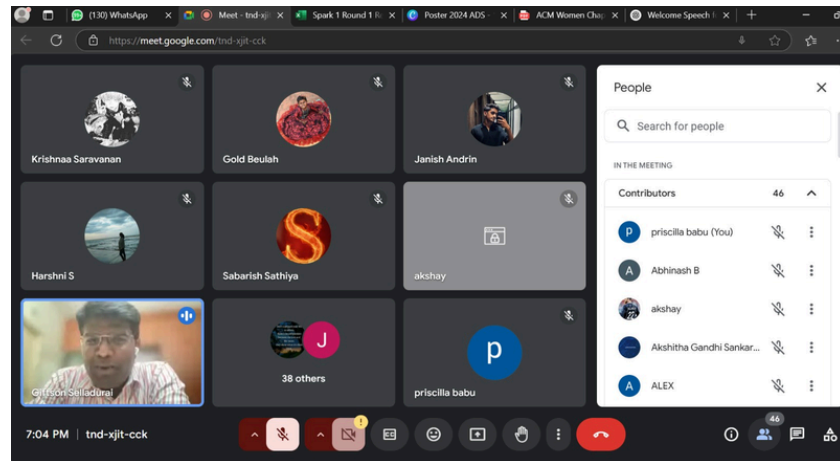 (130) WhatsApp
Meet - tnd-xji
Spark 1 Round 1 R
Poster 2024 ADS -
ACM Women Chap
Welcome Speech
https://meet.google.com/tnd-xjit-cck
Krishnaa Saravanan
Gold Beulah
Janish Andrin
Harshni S
Sabarish Sathiya
akshay
S
Gittson Selladurai
J
38 others
p
priscilla babu
People
Search for people
IN THE MEETING
Contributors 46
P priscilla babu (You)
A Abhinash B
akshay
Akshitha Gandhi Sankar...
A ALEX
7:04 PM | tnd-xjit-cck
CC
46